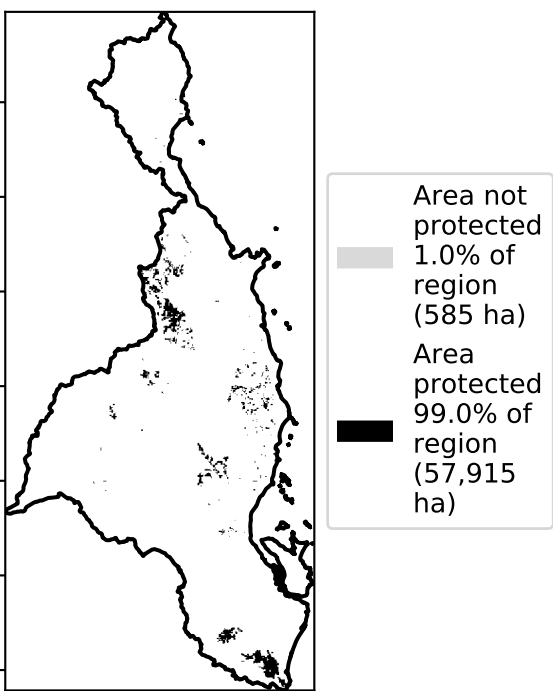 Area not
protected
1.0% of
region
(585 ha)
Area
protected
99.0% of
region
(57,915
ha)